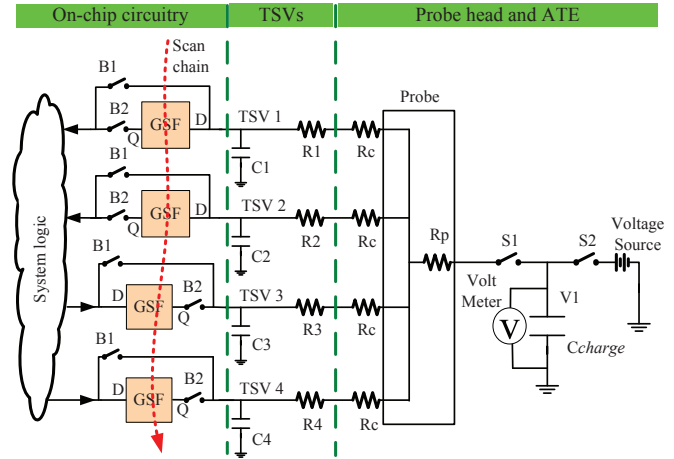 On-chip circuitry
TSVs
Probe head and ATE
Scan chain
B1
B2
GSF
D
Q
TSV 1
C1
R1
Rc
Probe
B1
B2
GSF
D
Q
TSV 2
C2
R2
Rc
Rp
S1
S2
Voltage Source
System logic
B1
D
GSF
B2
Q
TSV 3
C3
R3
Rc
Volt Meter
V
V1
Ccharge
B1
D
GSF
B2
Q
TSV 4
C4
R4
Rc